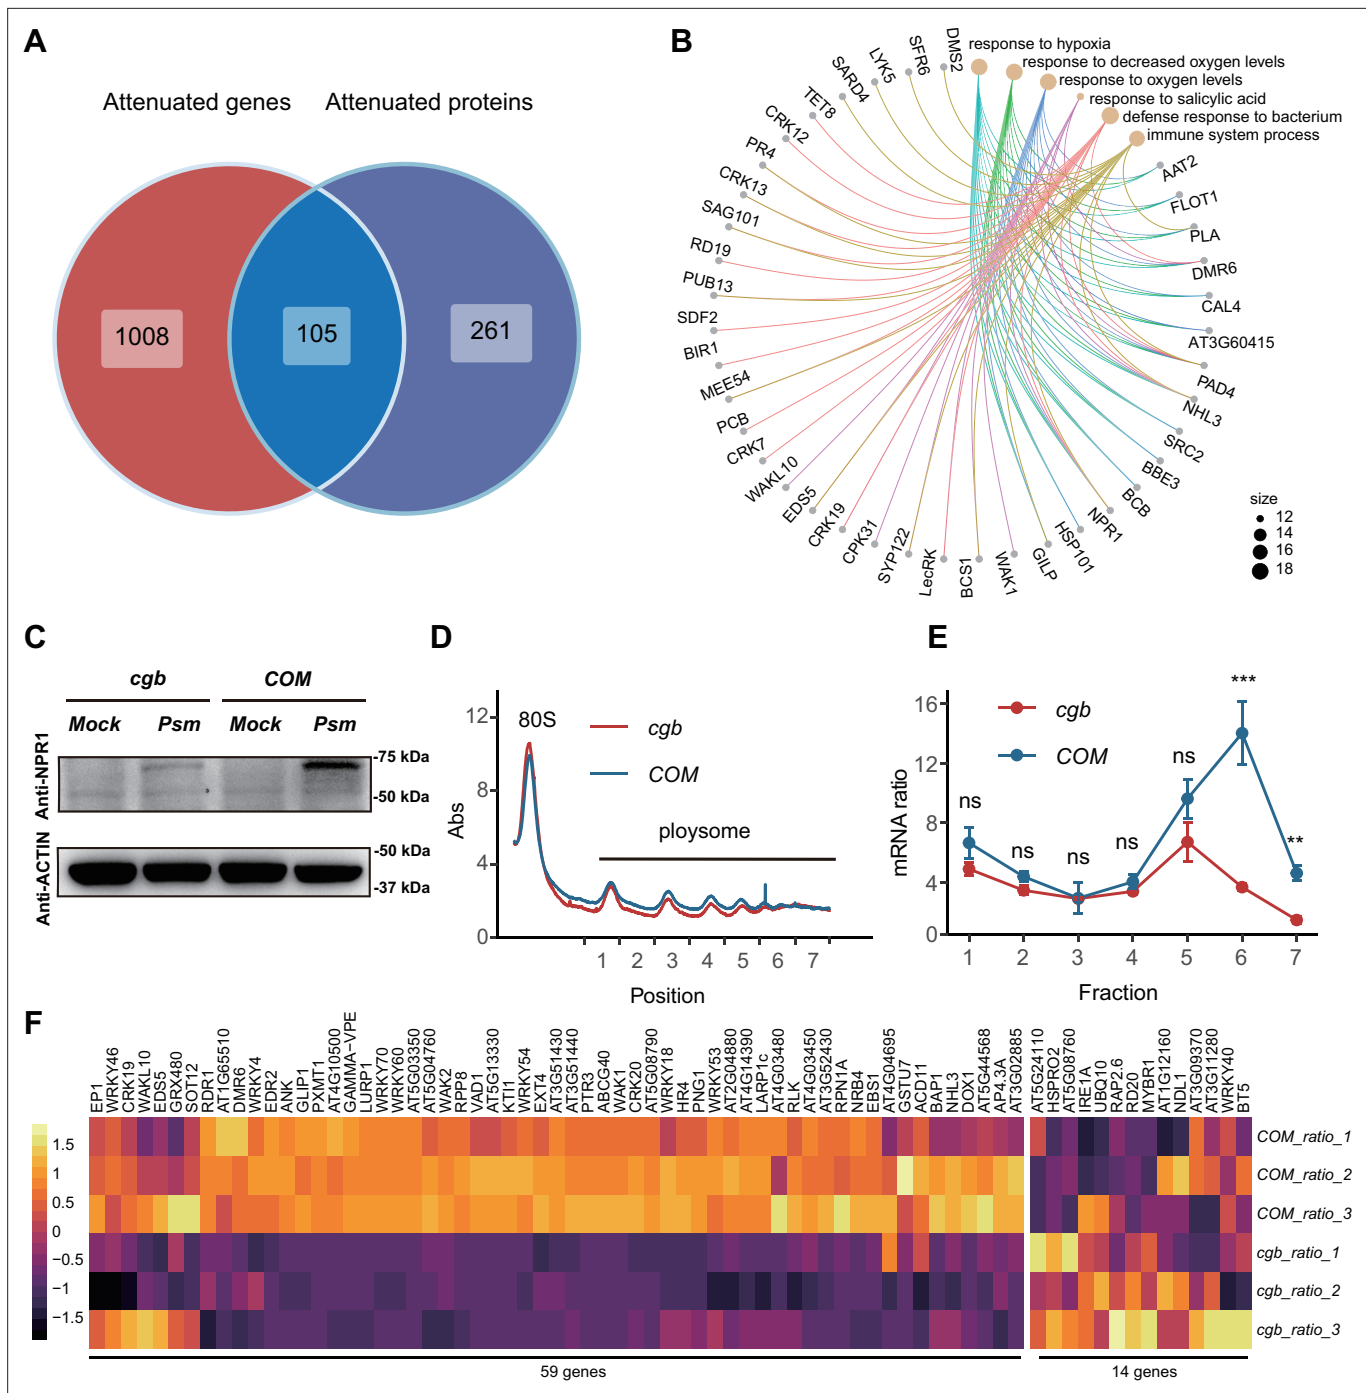 A
Attenuated genes
Attenuated proteins
1008
105
261
B
response to hypoxia
response to decreased oxygen levels
response to oxygen levels
response to salicylic acid
defense response to bacterium
immune system process
DMS2
SFR6
LYK5
SARD4
TET8
CRK12
PR4
CRK13
SAG101
RD19
PUB13
SDF2
BIR1
MEE54
PCB
CRK7
WAKL10
EDS5
CRK19
CPK31
SYP122
LecRK
BCS1
WAK1
GILP
HSP101
NPR1
BCB
BBE3
SRC2
NHL3
PAD4
AT3G60415
CAL4
DMR6
PLA
FLOT1
AAT2
size
12
14
16
18
C
cgb
COM
Mock
Psm
Mock
Psm
Anti-NPR1
-75 kDa
-50 kDa
Anti-ACTIN
-50 kDa
-37 kDa
D
12
8
4
0
Abs
80S
cgb
COM
ploysome
1
2
3
4
5
6
7
Position
E
16
12
8
4
0
mRNA ratio
cgb
COM
ns
ns
ns
ns
ns
***
**
1
2
3
4
5
6
7
Fraction
F
EP1
WRKY46
CRK19
WAKL10
EDS5
GRX480
SOT12
RDR1
AT1G65510
DMR6
WRKY4
EDR2
ANK
GLIP1
PXMT1
AT4G10500
GAMMA-VPE
LURP1
WRKY70
WRKY60
AT5G03350
AT5G04760
WAK2
RPP8
VAD1
AT5G13330
KTI1
WRKY54
EXT4
AT3G51430
AT3G51440
PTR3
ABCG40
WAK1
CRK20
AT5G08790
WRKY18
HR4
PNG1
WRKY53
AT2G04880
AT4G14390
LARP1c
AT4G03480
RLK
AT4G03450
AT3G52430
RPN1A
NRB4
EBS1
AT4G04695
GSTU7
ACD11
BAP1
NHL3
DOX1
AT5G44568
AP4.3A
AT3G02885
AT5G24110
HSPRO2
AT5G08760
IRE1A
UBQ10
RAP2.6
RD20
MYBR1
AT1G12160
NDL1
AT3G09370
AT3G11280
WRKY40
BT5
1.5
1
0.5
0
−0.5
−1
−1.5
COM_ratio_1
COM_ratio_2
COM_ratio_3
cgb_ratio_1
cgb_ratio_2
cgb_ratio_3
59 genes
14 genes